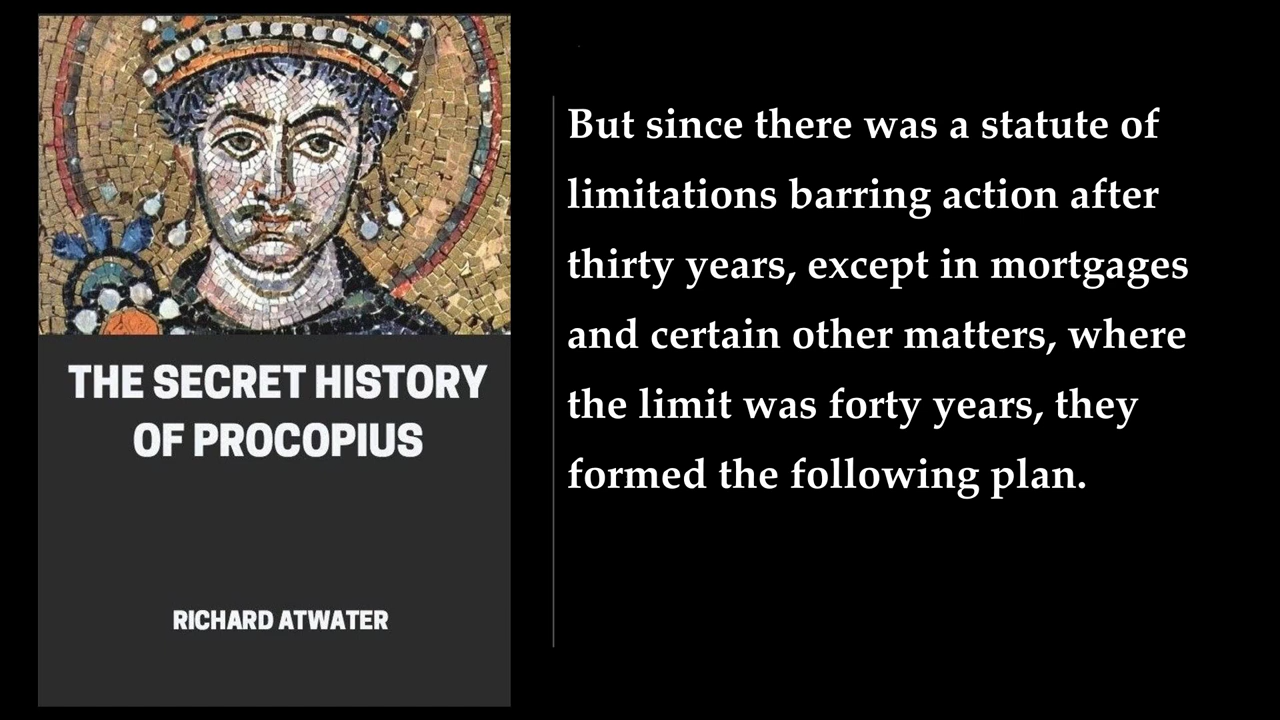 THE SECRET HISTORY
OF PROCOPIUS
RICHARD ATWATER
But since there was a statute of
limitations barring action after
thirty years, except in mortgages
and certain other matters, where
the limit was forty years, they
formed the following plan.